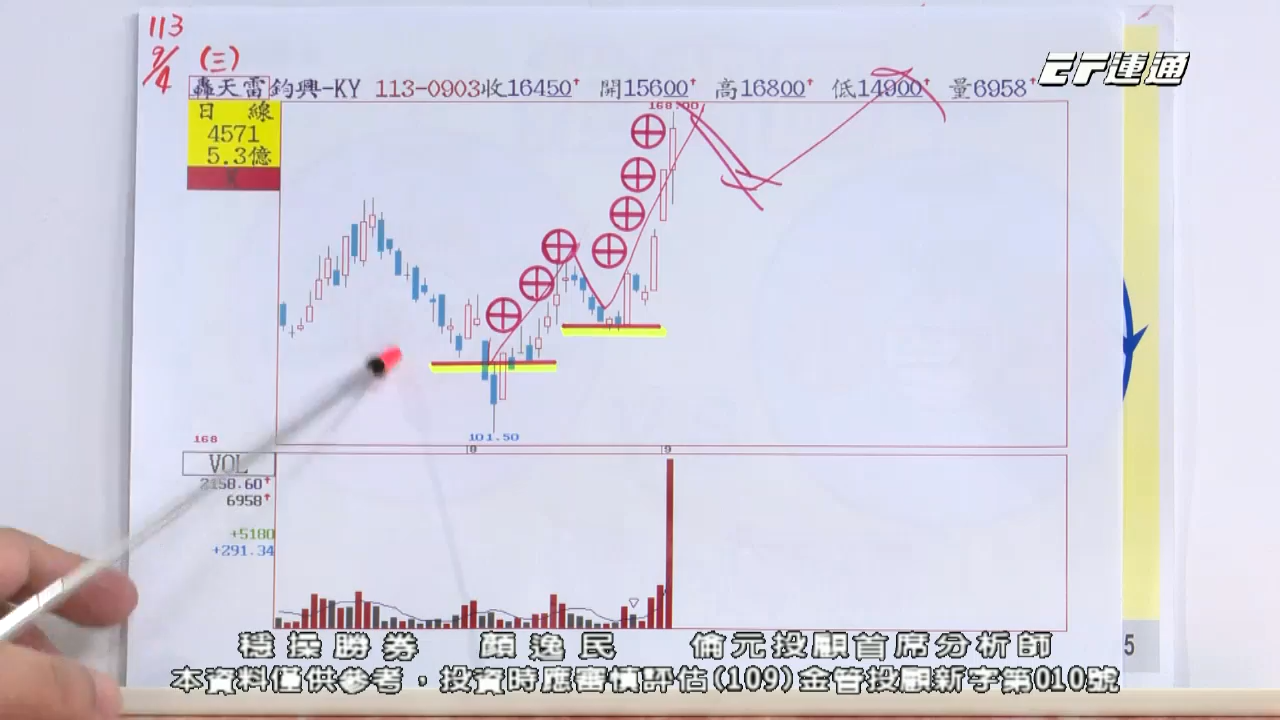 113
9/4 (三)
EF運通
轟天雷鈞興-KY 113-0903收16450↑ 開15600↑ 高16800↑ 低14900↑ 量6958↑
日 線
4571
5.3億
168.00
101.50
168
8 9
VOL
2158.60↑
6958↑
+5180
+291.34
5
穩操勝券 顏逸民 倫元投顧首席分析師
本資料僅供參考，投資時應審慎評估(109)金管投顧新字第010號